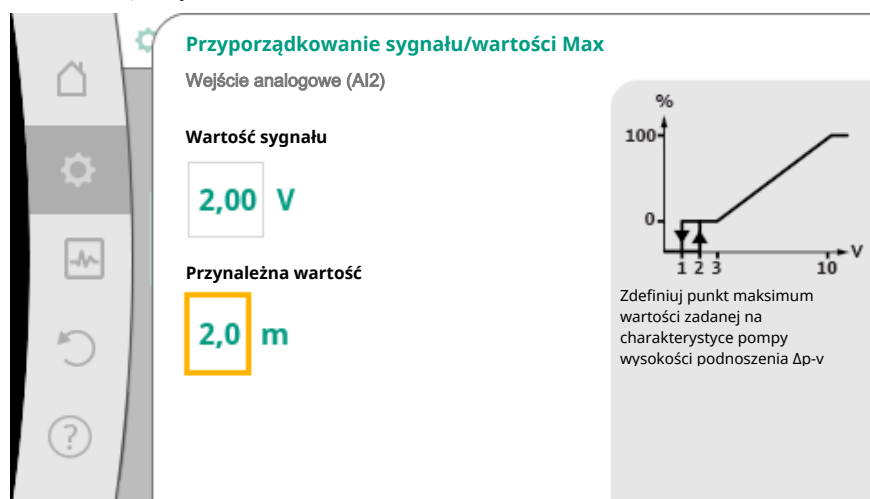 Przyporządkowanie sygnału/wartości Max
Wejście analogowe (AI2)
Wartość sygnału
2,00 V
Przynależna wartość
2,0 m
%
100
0
1 2 3 10 V
Zdefiniuj punkt maksimum
wartości zadanej na
charakterystyce pompy
wysokości podnoszenia Δp-v
?